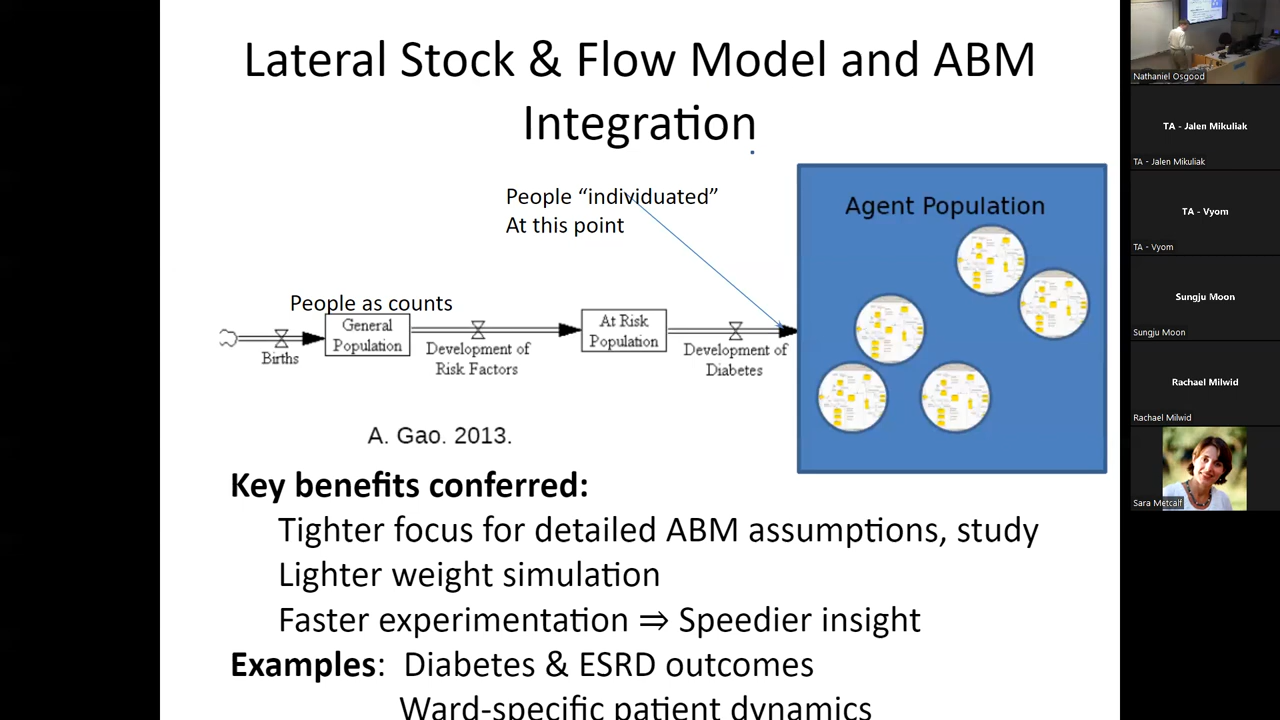 Lateral Stock & Flow Model and ABM
Integration
People “individuated”
At this point
Agent Population
People as counts
General
Population
At Risk
Population
Births
Development of
Risk Factors
Development of
Diabetes
A. Gao. 2013.
Key benefits conferred:
Tighter focus for detailed ABM assumptions, study
Lighter weight simulation
Faster experimentation ⇒ Speedier insight
Examples: Diabetes & ESRD outcomes
Ward-specific patient dynamics
Nathaniel Osgood
TA - Jalen Mikuliak
TA - Jalen Mikuliak
TA - Vyom
TA - Vyom
Sungju Moon
Sungju Moon
Rachael Milwid
Rachael Milwid
Sara Metcalf